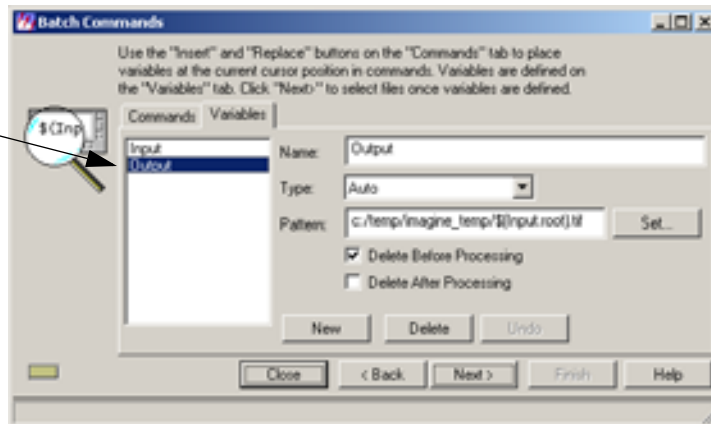 Batch Commands
Use the "Insert" and "Replace" buttons on the "Commands" tab to place
variables at the current cursor position in commands. Variables are defined on
the "Variables" tab. Click "Next>" to select files once variables are defined.
Commands Variables
$(Inp
Input
Output
Name: Output
Type: Auto
Pattern: c:/temp/imagine_temp/$(Input.root).tif Set...
Delete Before Processing
Delete After Processing
New Delete Undo
Close < Back Next > Finish Help